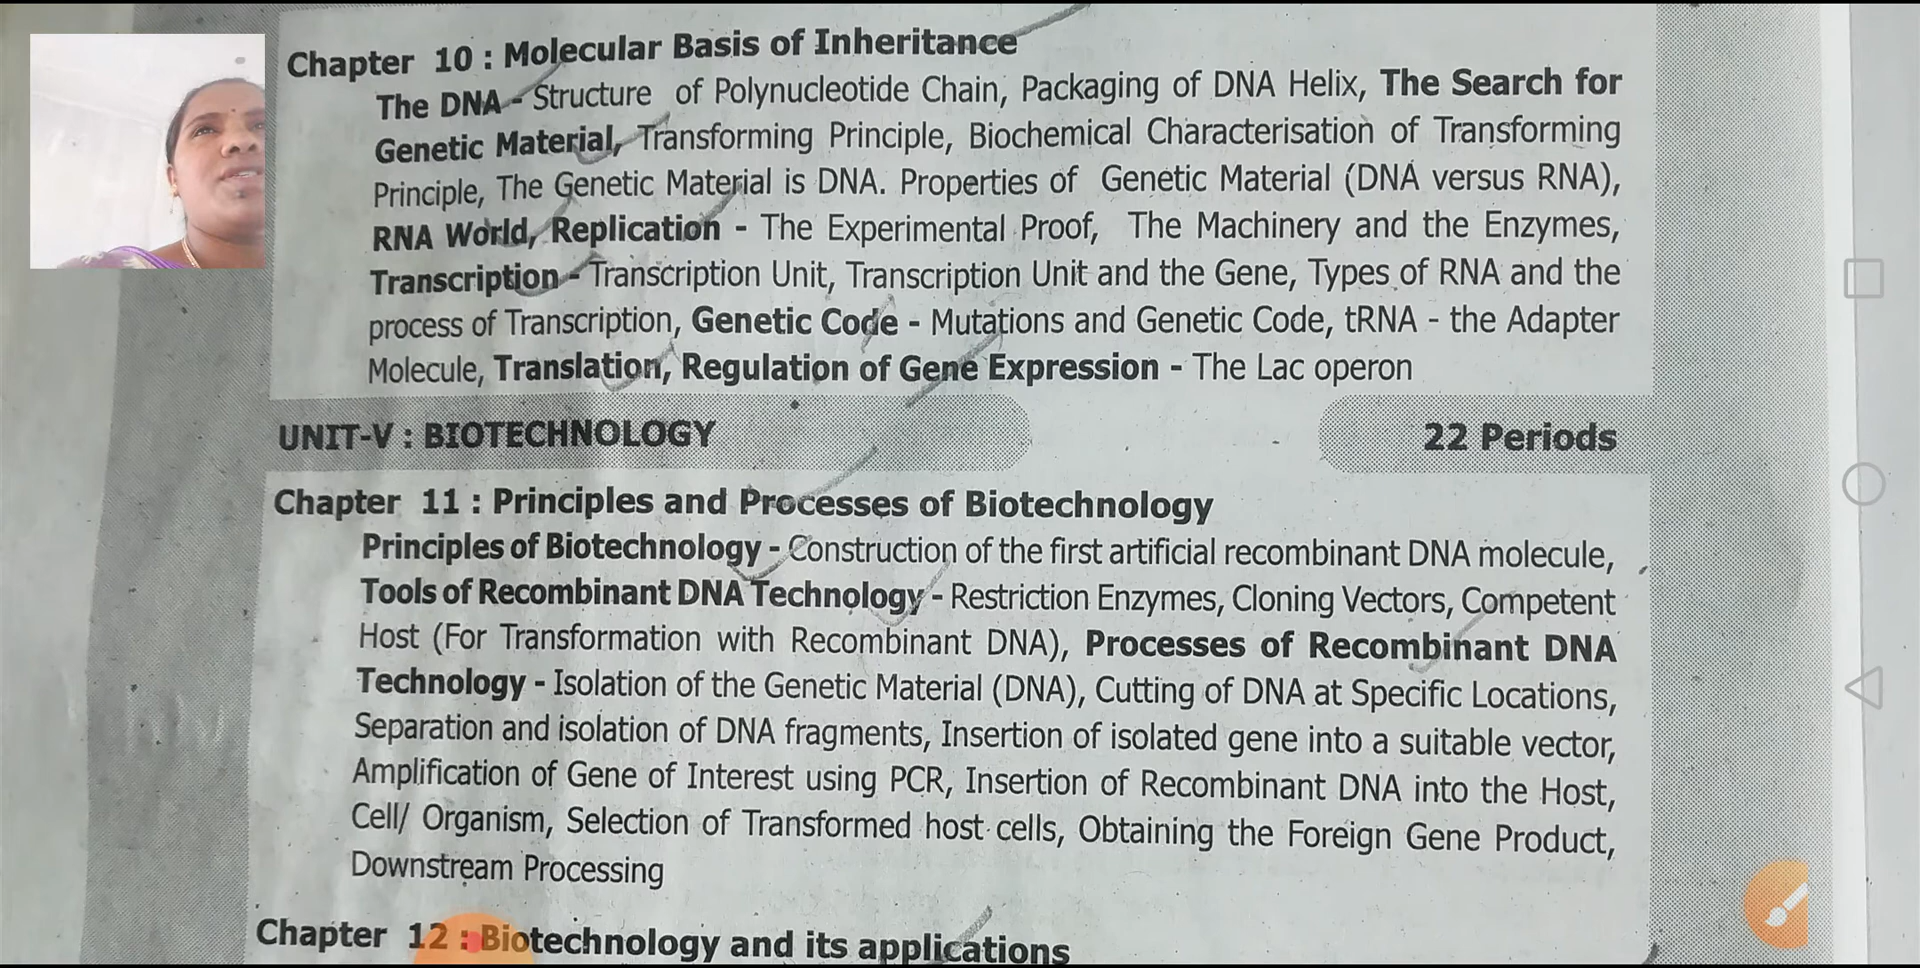 Chapter 10 : Molecular Basis of Inheritance
The DNA - Structure of Polynucleotide Chain, Packaging of DNA Helix, The Search for
Genetic Material, Transforming Principle, Biochemical Characterisation of Transforming
Principle, The Genetic Material is DNA. Properties of Genetic Material (DNA versus RNA),
RNA World, Replication - The Experimental Proof, The Machinery and the Enzymes,
Transcription - Transcription Unit, Transcription Unit and the Gene, Types of RNA and the
process of Transcription, Genetic Code - Mutations and Genetic Code, tRNA - the Adapter
Molecule, Translation, Regulation of Gene Expression - The Lac operon
UNIT-V : BIOTECHNOLOGY 22 Periods
Chapter 11 : Principles and Processes of Biotechnology
Principles of Biotechnology - Construction of the first artificial recombinant DNA molecule,
Tools of Recombinant DNA Technology - Restriction Enzymes, Cloning Vectors, Competent
Host (For Transformation with Recombinant DNA), Processes of Recombinant DNA
Technology - Isolation of the Genetic Material (DNA), Cutting of DNA at Specific Locations,
Separation and isolation of DNA fragments, Insertion of isolated gene into a suitable vector,
Amplification of Gene of Interest using PCR, Insertion of Recombinant DNA into the Host,
Cell/ Organism, Selection of Transformed host cells, Obtaining the Foreign Gene Product,
Downstream Processing
Chapter 12 : Biotechnology and its applications